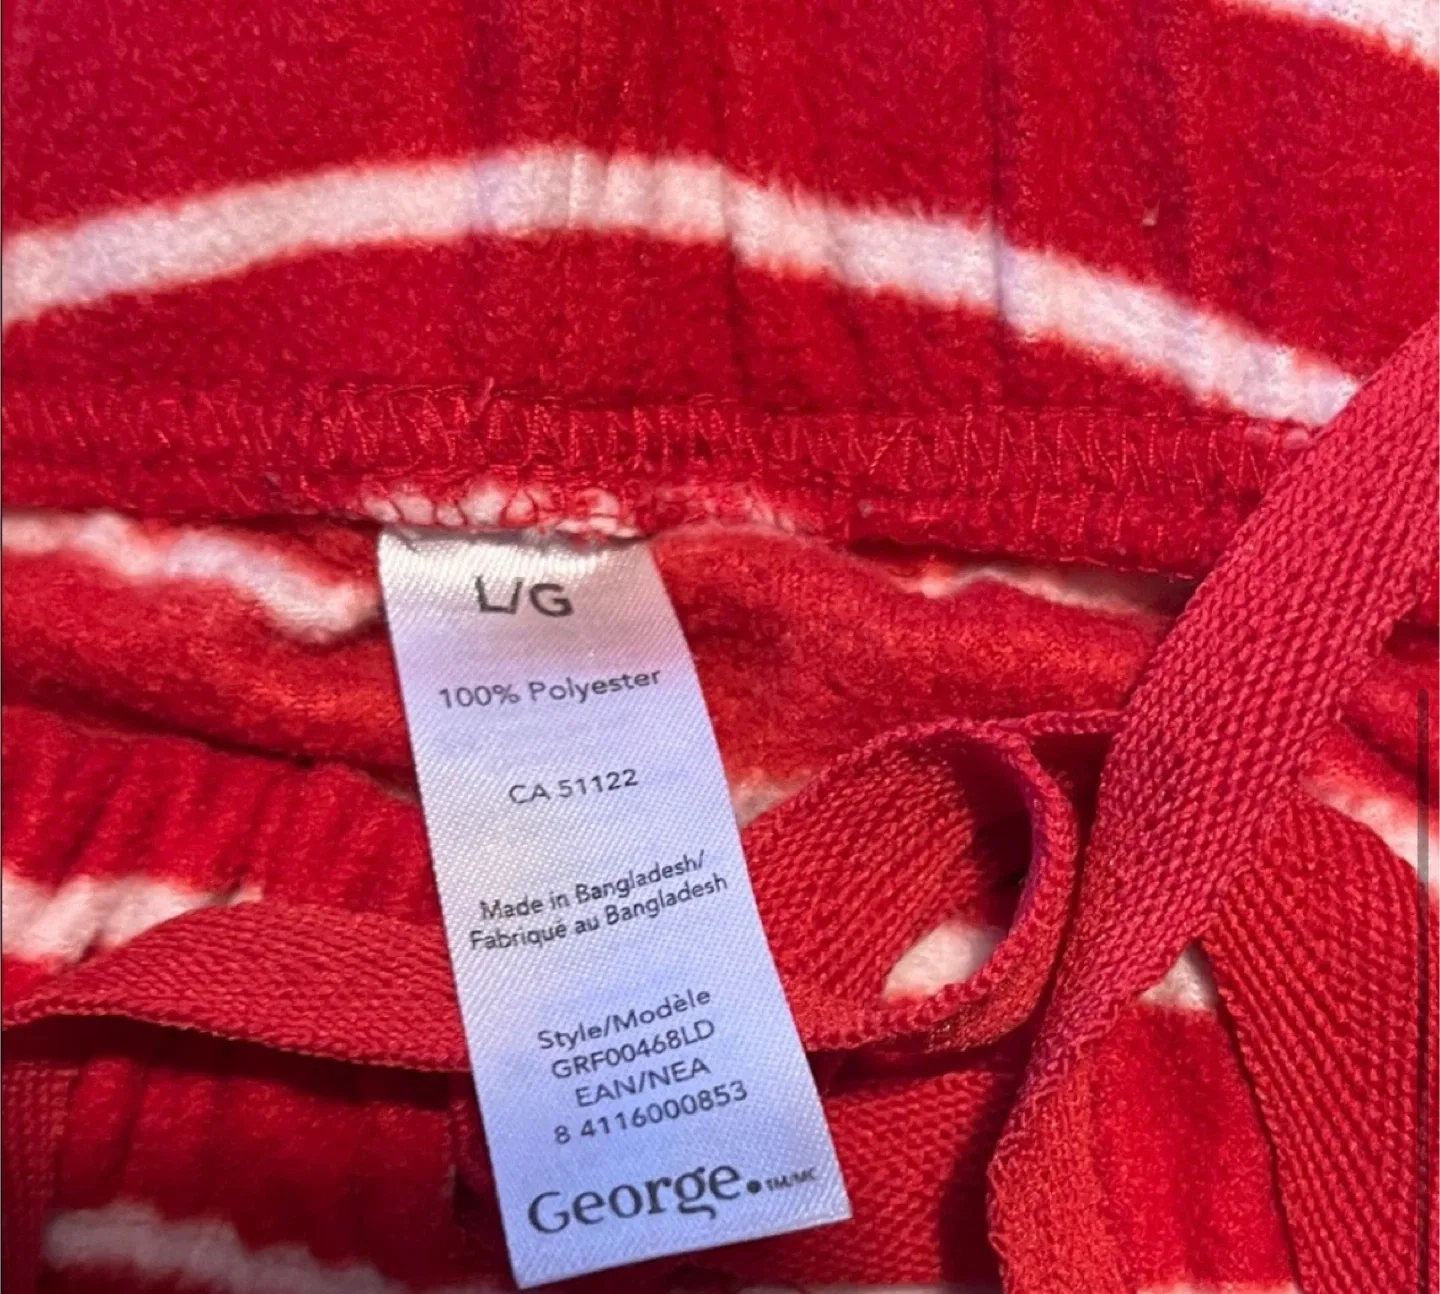 L/G
100% Polyester
CA 51122
Made in Bangladesh/
Fabriqué au Bangladesh
Style/Modèle
GRF00468LD
EAN/NEA
8 4116000853
George.™/MC